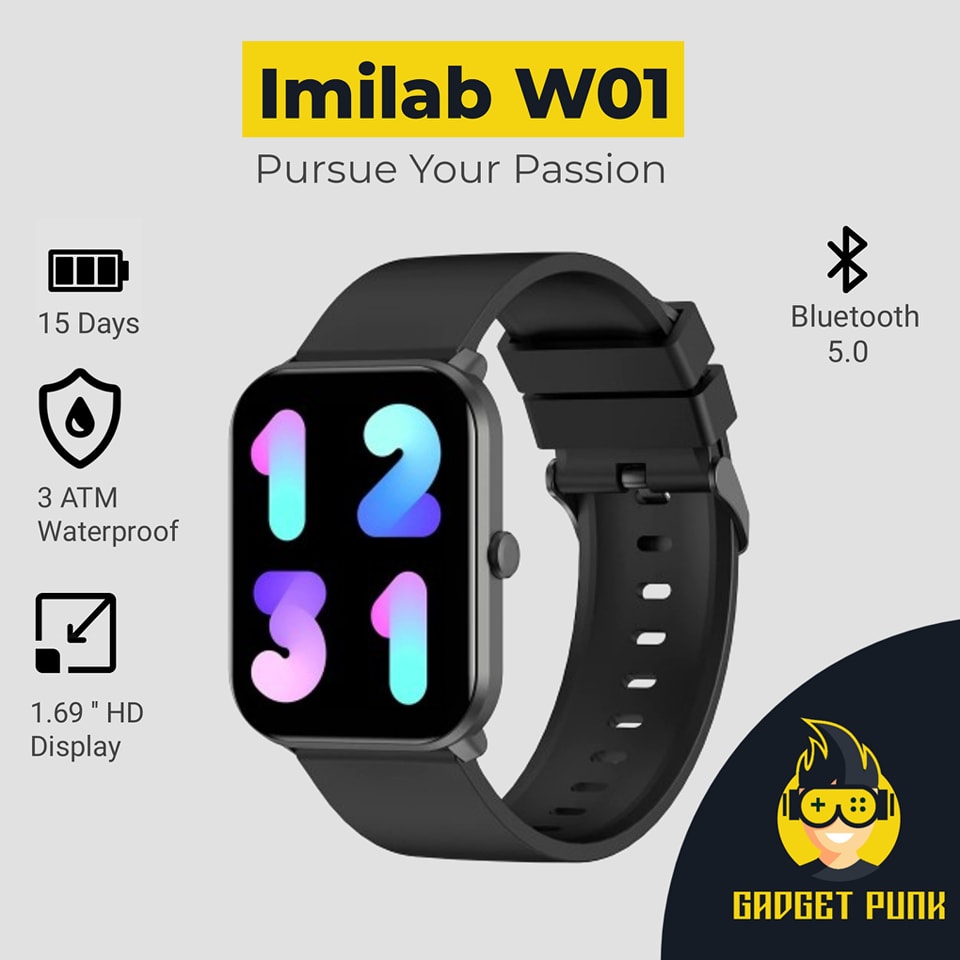 Imilab W01
Pursue Your Passion
15 Days
3 ATM
Waterproof
1.69 " HD
Display
Bluetooth
5.0
12
31
GADGET PUNK